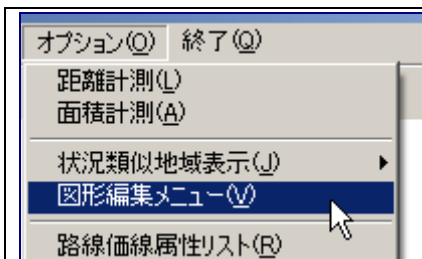 オプション(O) 終了(Q)
距離計測(L)
面積計測(A)
状況類似地域表示(J)
図形編集メニュー(V)
路線価線属性リスト(R)